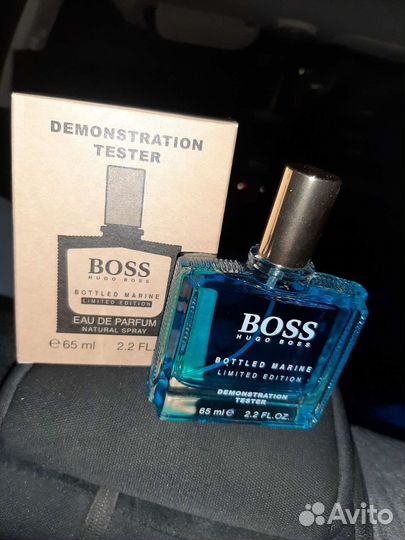 DEMONSTRATION
TESTER
BOSS
HUGO BOSS
BOTTLED MARINE
LIMITED EDITION
EAU DE PARFUM
NATURAL SPRAY
℮65 ml 2.2 FL.
BOSS
HUGO BOSS
BOTTLED MARINE
LIMITED EDITION
DEMONSTRATION
TESTER
65 ml℮ 2.2 FL.OZ.
Avito